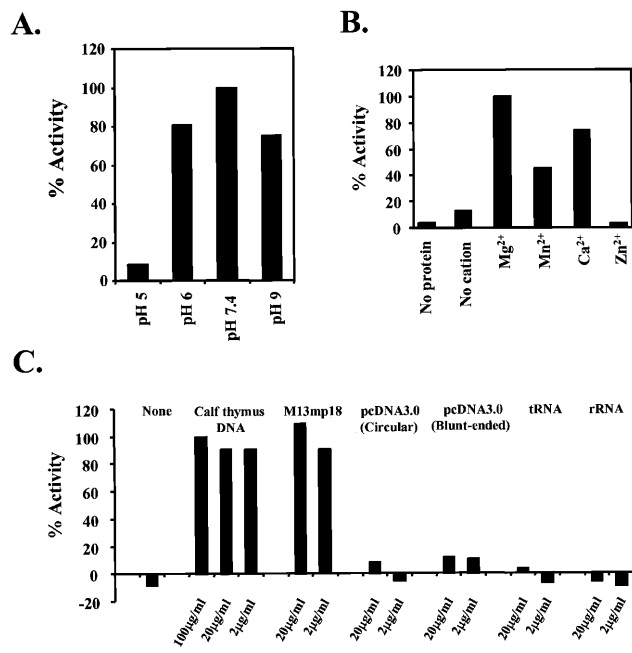 A.
120
100
80
60
40
20
0
% Activity
pH 5
pH 6
pH 7.4
pH 9
B.
120
100
80
60
40
20
0
% Activity
No protein
No cation
Mg2+
Mn2+
Ca2+
Zn2+
C.
120
100
80
60
40
20
0
-20
% Activity
None
Calf thymus DNA
M13mp18
pcDNA3.0 (Circular)
pcDNA3.0 (Blunt-ended)
tRNA
rRNA
100µg/ml
20µg/ml
2µg/ml
20µg/ml
2µg/ml
20µg/ml
2µg/ml
20µg/ml
2µg/ml
20µg/ml
2µg/ml
20µg/ml
2µg/ml